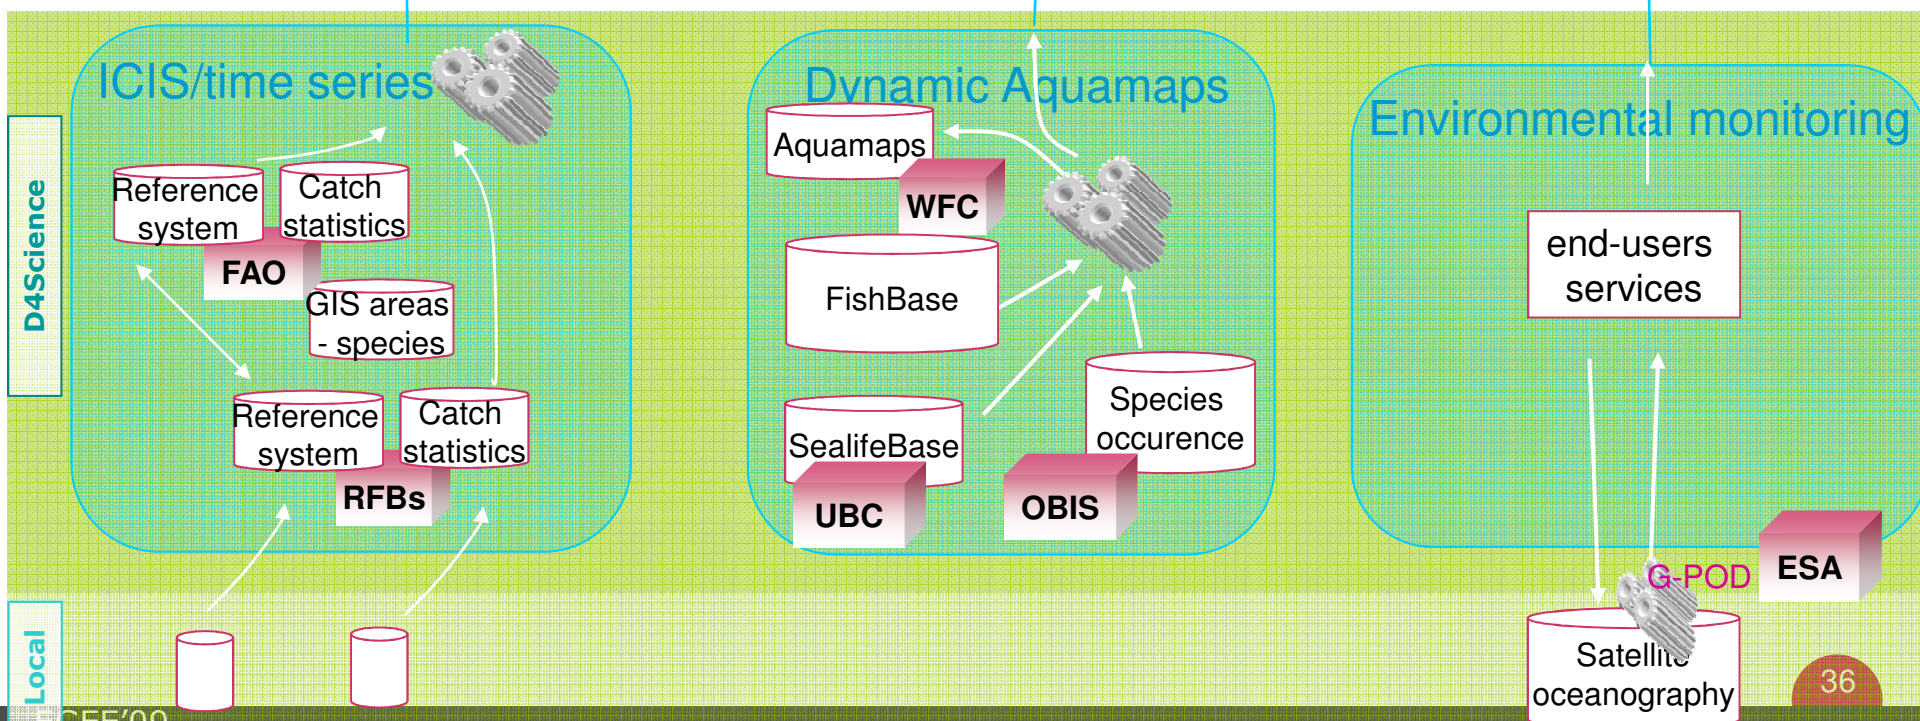 ICIS/time series
Dynamic Aquamaps
Environmental monitoring
D4Science
Reference
system
Catch
statistics
FAO
GIS areas
- species
Reference
system
Catch
statistics
RFBs
Aquamaps
WFC
FishBase
SealifeBase
UBC
Species
occurence
OBIS
end-users
services
G-POD
ESA
Satellite
oceanography
Local
36